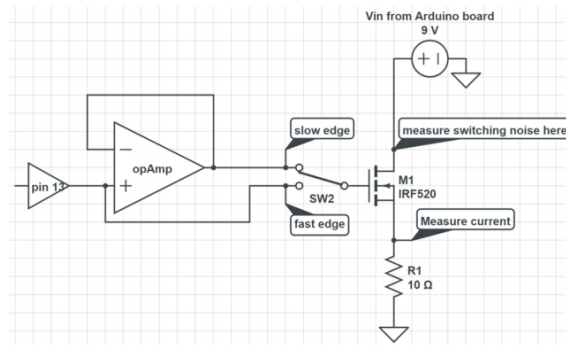 Vin from Arduino board
9 V
slow edge
measure switching noise here
opAmp
pin 13
SW2
M1
IRF520
fast edge
Measure current
R1
10 Ω